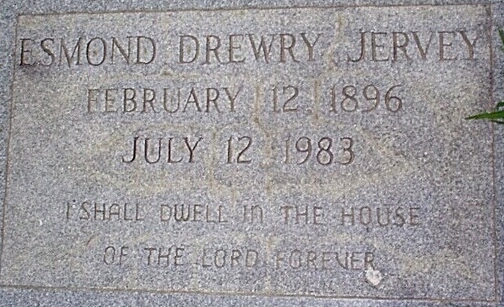 ESMOND DREWRY JERVEY
FEBRUARY 12 1896
JULY 12 1983
I SHALL DWELL IN THE HOUSE
OF THE LORD FOREVER